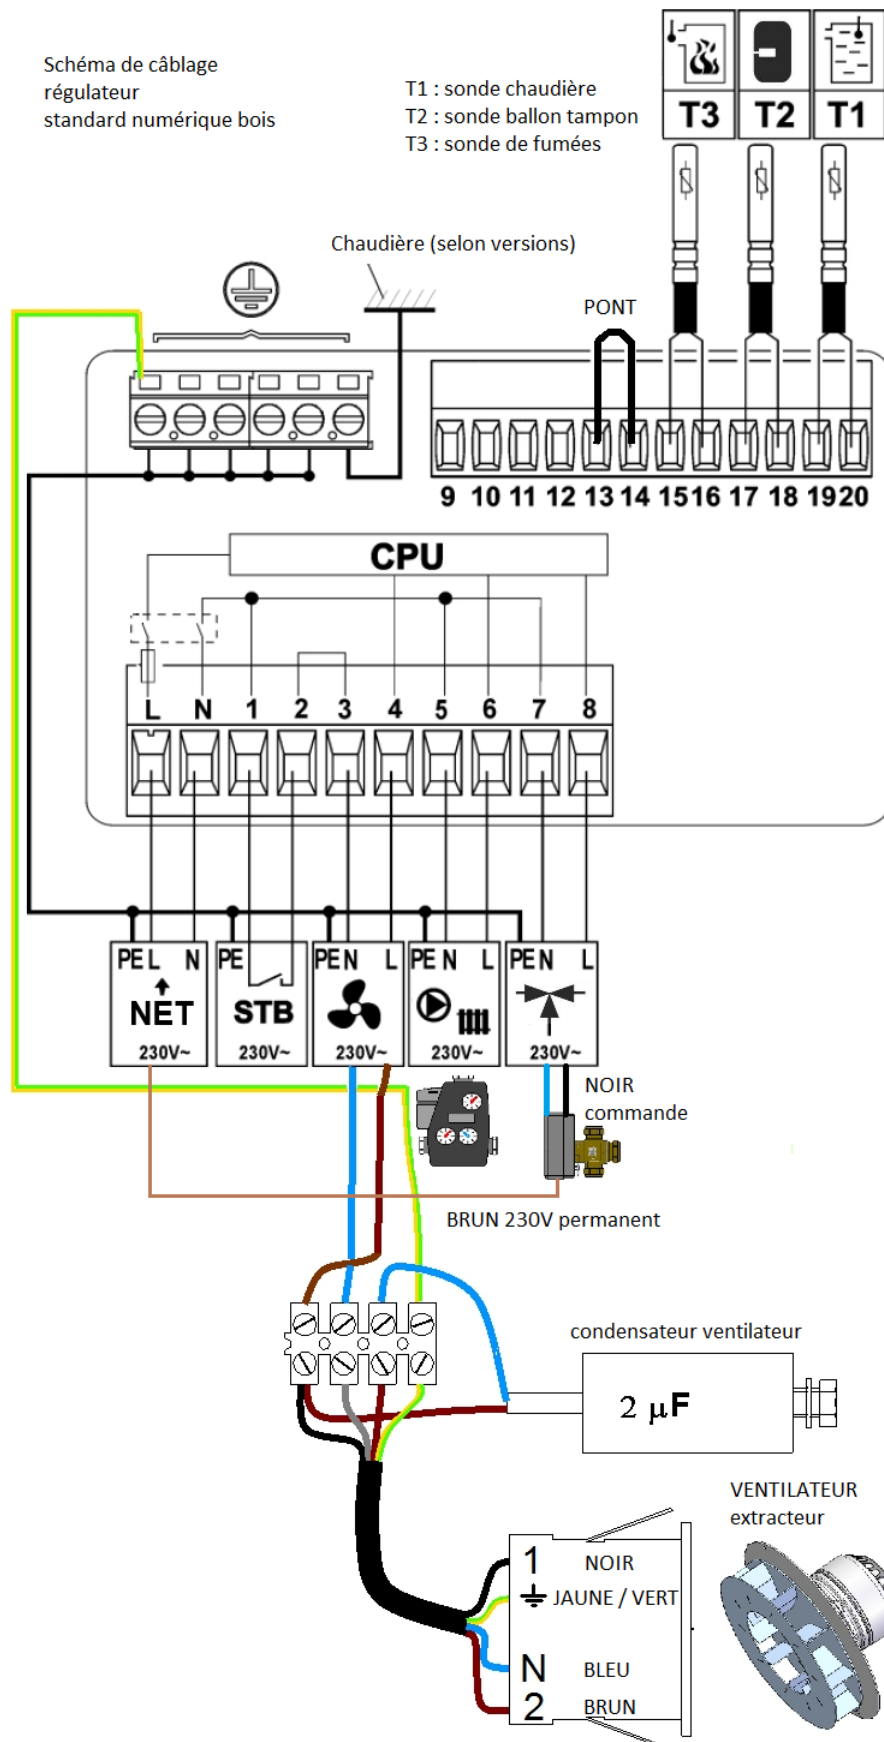 Schéma de câblage
régulateur
standard numérique bois
T1 : sonde chaudière
T2 : sonde ballon tampon
T3 : sonde de fumées
T3 T2 T1
Chaudière (selon versions)
PONT
9 10 11 12 13 14 15 16 17 18 19 20
CPU
L N 1 2 3 4 5 6 7 8
PE L N PE PE N L PE N L PE N L
NET STB
230V~ 230V~ 230V~ 230V~ 230V~
NOIR
commande
BRUN 230V permanent
condensateur ventilateur
2 µF
VENTILATEUR
extracteur
1 NOIR
JAUNE / VERT
N BLEU
2 BRUN